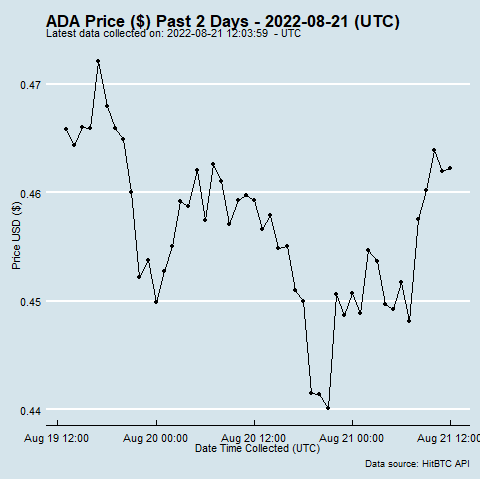 ADA Price ($) Past 2 Days - 2022-08-21 (UTC)
Latest data collected on: 2022-08-21 12:03:59 - UTC
0.47
0.46
0.45
0.44
Price USD ($)
Aug 19 12:00 Aug 20 00:00 Aug 20 12:00 Aug 21 00:00 Aug 21 12:00
Date Time Collected (UTC)
Data source: HitBTC API